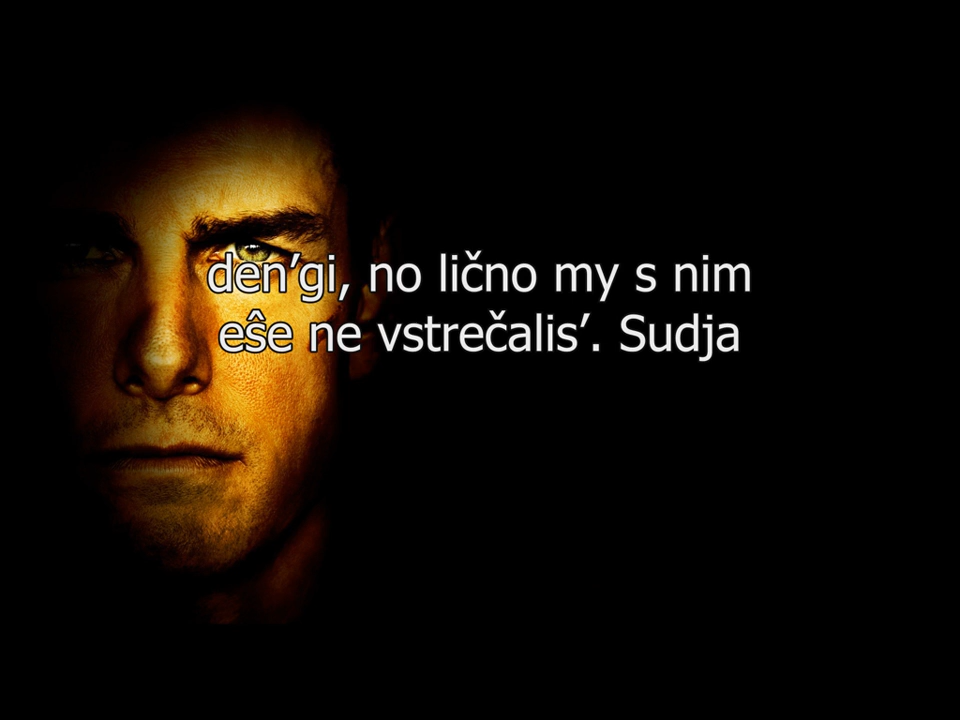 den’gi, no lično my s nim
eŝe ne vstrečalis’. Sudja